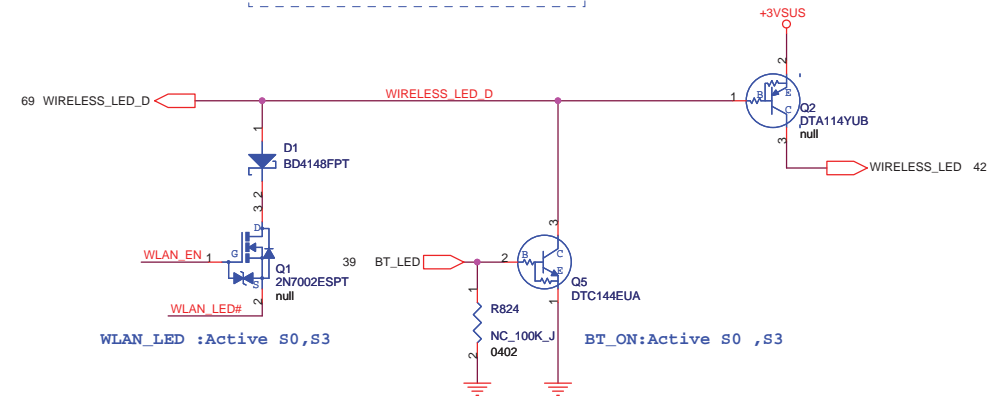 +3VSUS
2
69 WIRELESS_LED_D
WIRELESS_LED_D
1
B
E
C
Q2
DTA114YUB
null
3
WIRELESS_LED 42
1
D1
BD4148FPT
2
3
D
G
S
WLAN_EN 1
Q1
2N7002ESPT
null
2
WLAN_LED#
39 BT_LED
2
B
C
E
3
Q5
DTC144EUA
1
1
R824
NC_100K_J
0402
2
WLAN_LED :Active S0,S3
BT_ON:Active S0 ,S3